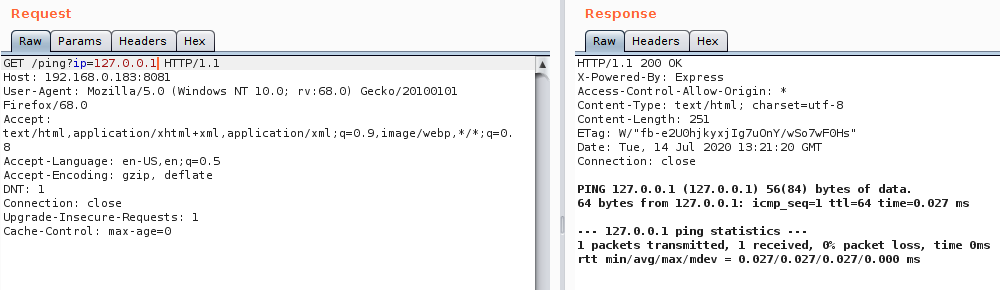 Request
Raw Params Headers Hex
GET /ping?ip=127.0.0.1 HTTP/1.1
Host: 192.168.0.183:8081
User-Agent: Mozilla/5.0 (Windows NT 10.0; rv:68.0) Gecko/20100101
Firefox/68.0
Accept:
text/html,application/xhtml+xml,application/xml;q=0.9,image/webp,*/*;q=0.
8
Accept-Language: en-US,en;q=0.5
Accept-Encoding: gzip, deflate
DNT: 1
Connection: close
Upgrade-Insecure-Requests: 1
Cache-Control: max-age=0
Response
Raw Headers Hex
HTTP/1.1 200 OK
X-Powered-By: Express
Access-Control-Allow-Origin: *
Content-Type: text/html; charset=utf-8
Content-Length: 251
ETag: W/"fb-e2U0hjkyxjIg7uOnY/wSo7wF0Hs"
Date: Tue, 14 Jul 2020 13:21:20 GMT
Connection: close
PING 127.0.0.1 (127.0.0.1) 56(84) bytes of data.
64 bytes from 127.0.0.1: icmp_seq=1 ttl=64 time=0.027 ms
--- 127.0.0.1 ping statistics ---
1 packets transmitted, 1 received, 0% packet loss, time 0ms
rtt min/avg/max/mdev = 0.027/0.027/0.027/0.000 ms